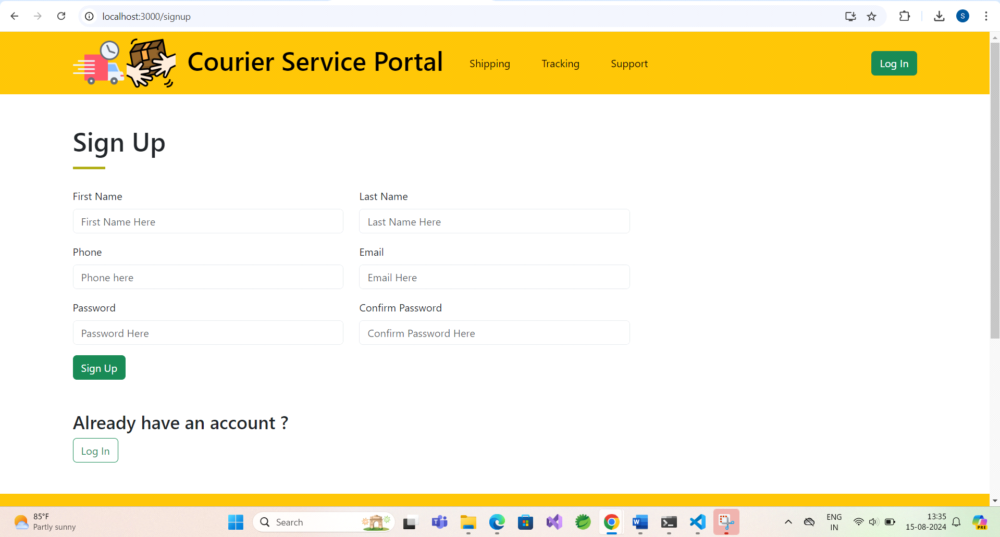 localhost:3000/signup
S
Courier Service Portal
Shipping
Tracking
Support
Log In
Sign Up
First Name
Last Name
First Name Here
Last Name Here
Phone
Email
Phone here
Email Here
Password
Confirm Password
Password Here
Confirm Password Here
Sign Up
Already have an account ?
Log In
85°F
Partly sunny
Search
T
W
ENG
IN
13:35
15-08-2024
PRE